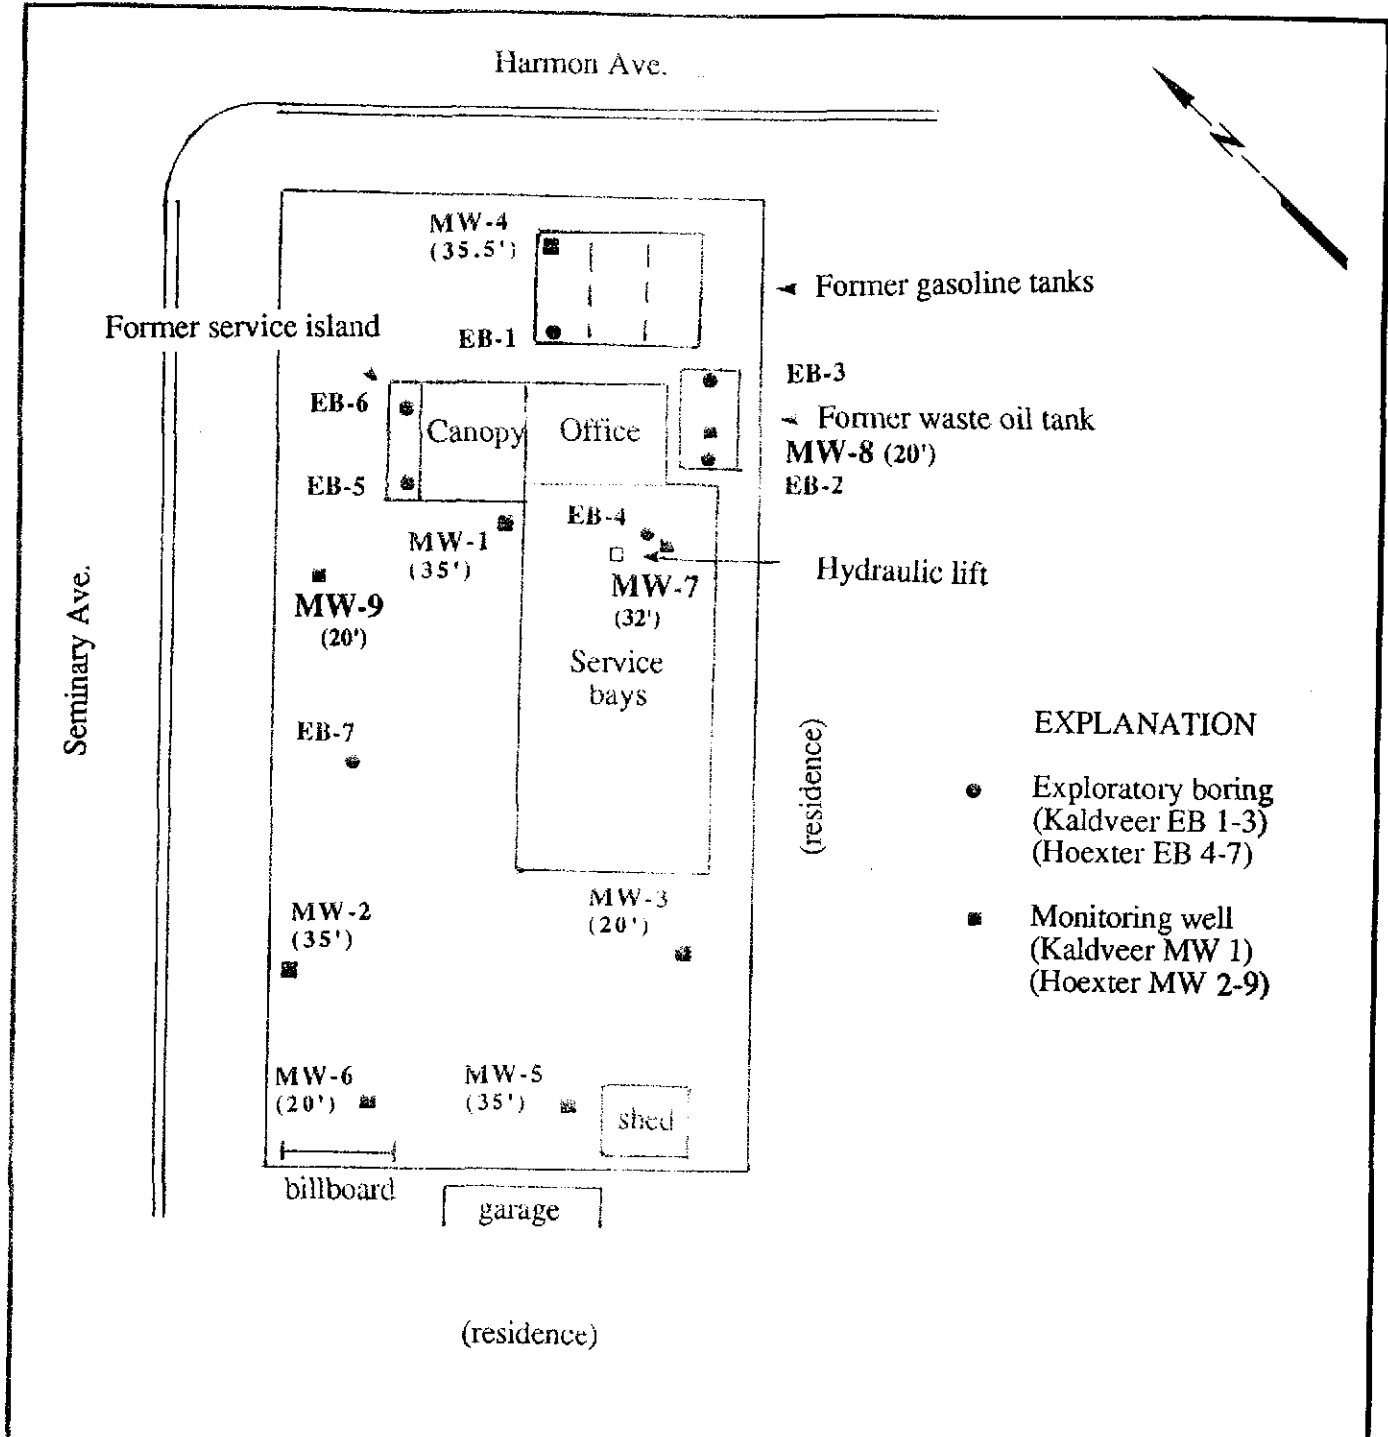 Harmon Ave.
N
MW-4
(35.5')
Former gasoline tanks
Former service island
EB-1
EB-3
EB-6
Canopy
Office
Former waste oil tank
MW-8 (20')
EB-5
EB-2
EB-4
MW-1
(35')
Hydraulic lift
MW-7
(32')
MW-9
(20')
Seminary Ave.
Service
bays
EB-7
(residence)
EXPLANATION
Exploratory boring
(Kaldveer EB 1-3)
(Hoexter EB 4-7)
MW-3
(20')
MW-2
(35')
Monitoring well
(Kaldveer MW 1)
(Hoexter MW 2-9)
MW-6
(20')
MW-5
(35')
shed
billboard
garage
(residence)